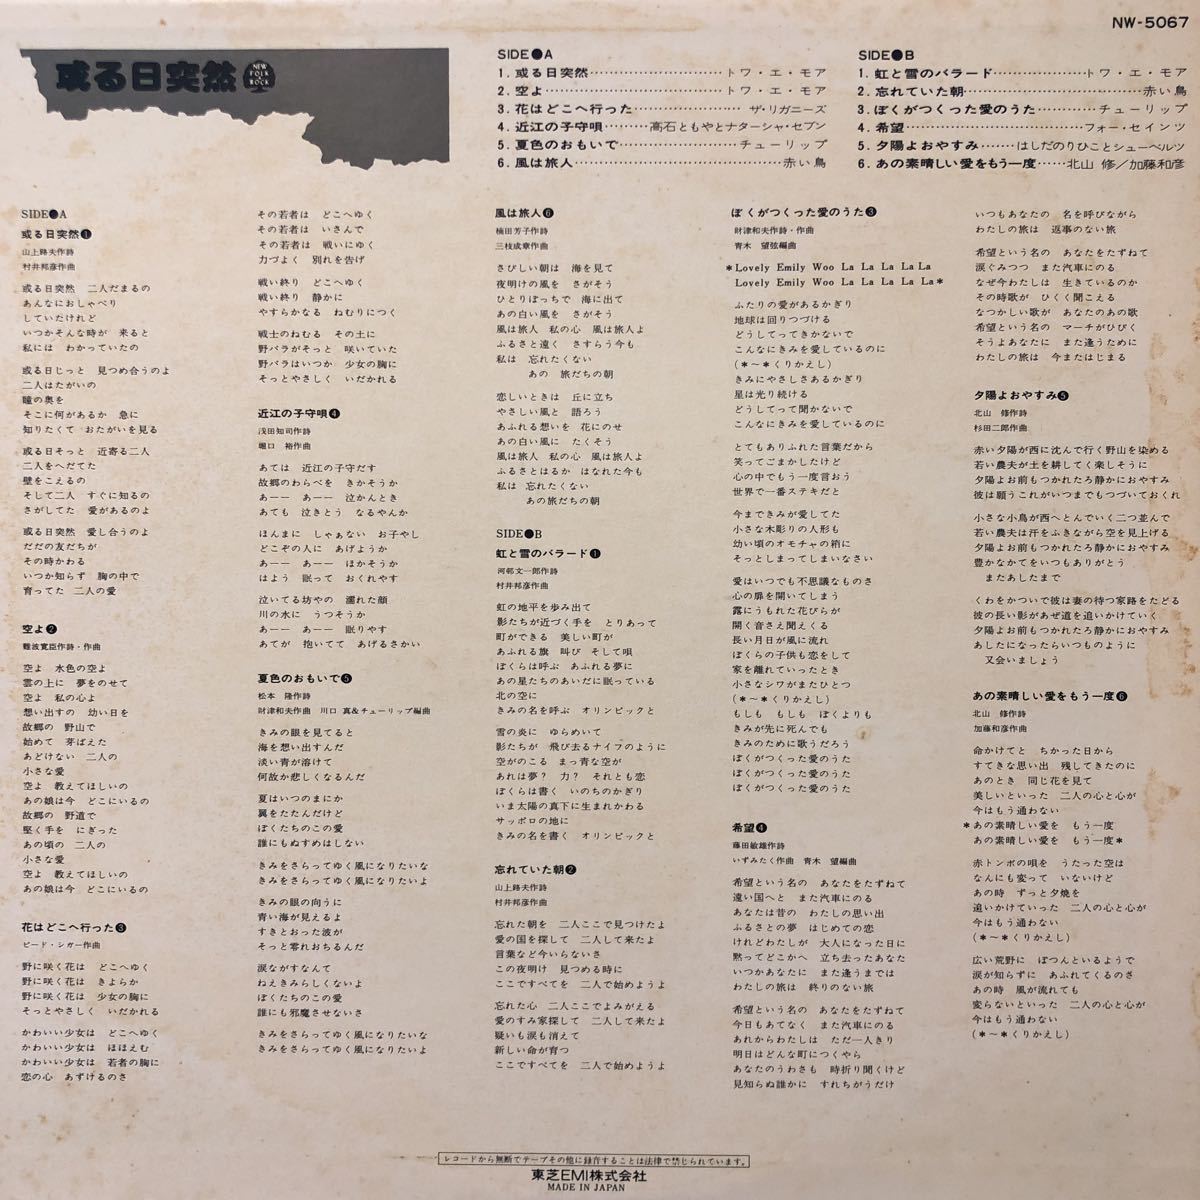 NW-5067
或る日突然
NEW FOLK & ROCK
SIDE●A
1. 或る日突然……………………トワ・エ・モア
2. 空よ……………………………トワ・エ・モア
3. 花はどこへ行った………………ザ・リガニーズ
4. 近江の子守唄………高石ともやとナターシャ・セブン
5. 夏色のおもいで……………………チューリップ
6. 風は旅人……………………………赤い鳥
SIDE●B
1. 虹と雪のバラード………………トワ・エ・モア
2. 忘れていた朝……………………………赤い鳥
3. ぼくがつくった愛のうた…………チューリップ
4. 希望……………………………フォー・セインツ
5. 夕陽よおやすみ………はしだのりひことシューベルツ
6. あの素晴しい愛をもう一度……北山 修/加藤和彦
SIDE●A
或る日突然❶
山上路夫作詩
村井邦彦作曲
或る日突然 二人だまるの
あんなにおしゃべり
していたけれど
いつかそんな時が 来ると
私には わかっていたの
或る日じっと 見つめ合うのよ
二人はたがいの
瞳の奥を
そこに何があるか 急に
知りたくて おたがいを見る
或る日そっと 近寄る二人
二人をへだてた
壁をこえるの
そして二人 すぐに知るの
さがしてた 愛があるのよ
或る日突然 愛し合うのよ
だだの友だちが
その時かわる
いつか知らず 胸の中で
育ってた 二人の愛
空よ❷
難波寛臣作詩・作曲
空よ 水色の空よ
雲の上に 夢をのせて
空よ 私の心よ
想い出すの 幼い日を
故郷の 野山で
始めて 芽ばえた
あどけない 二人の
小さな愛
空よ 教えてほしいの
あの娘は今 どこにいるの
故郷の 野道で
堅く手を にぎった
あの頃の 二人の
小さな愛
空よ 教えてほしいの
あの娘は今 どこにいるの
花はどこへ行った❸
ピード・シガー作曲
野に咲く花は どこへゆく
野に咲く花は きよらか
野に咲く花は 少女の胸に
そっとやさしく いだかれる
かわいい少女は どこへゆく
かわいい少女は ほほえむ
かわいい少女は 若者の胸に
恋の心 あずけるのさ
その若者は どこへゆく
その若者は いさんで
その若者は 戦いにゆく
力づよく 別れを告げ
戦い終り どこへゆく
戦い終り 静かに
やすらかなる ねむりにつく
戦士のねむる その土に
野バラがそっと 咲いていた
野バラはいつか 少女の胸に
そっとやさしく いだかれる
近江の子守唄❹
浅田知司作詩
堀口 裕作曲
あては 近江の子守だす
故郷のわらべを きかそうか
あーー あーー 泣かんとき
あても 泣きとう なるやんか
ほんまに しゃぁない お子やし
どこぞの人に あげようか
あーー あーー ほかそうか
はよう 眠って おくれやす
泣いてる坊やの 濡れた顔
川の水に うつそうか
あーー あーー 眠りやす
あてが 抱いてて あげるさかい
夏色のおもいで❺
松本 隆作詩
財津和夫作曲 川口 真&チューリップ編曲
きみの眼を見てると
海を想い出すんだ
淡い青が溶けて
何故か悲しくなるんだ
夏はいつのまにか
翼をたたんだけど
ぼくたちのこの愛
誰にもぬすめはしない
きみをさらってゆく風になりたいな
きみをさらってゆく風になりたいよ
きみの眼の向うに
青い海が見えるよ
すきとおった波が
そっと零れおちるんだ
涙ながすなんて
ねえきみらしくないよ
ぼくたちのこの愛
誰にも邪魔させないさ
きみをさらってゆく風になりたいな
きみをさらってゆく風になりたいよ
風は旅人❻
楠田芳子作詩
三枝成章作曲
さびしい朝は 海を見て
夜明けの風を さがそう
ひとりぼっちで 海に出て
あの白い風を さがそう
風は旅人 私の心 風は旅人よ
ふるさと遠く さすらう今も
私は 忘れたくない
あの 旅だちの朝
悲しいときは 丘に立ち
やさしい風と 語ろう
あふれる想いを 花にのせ
あの白い風に たくそう
風は旅人 私の心 風は旅人よ
ふるさとはるか はなれた今も
私は 忘れたくない
あの旅だちの朝
SIDE●B
虹と雪のバラード❶
河邨文一郎作詩
村井邦彦作曲
虹の地平を歩み出て
影たちが近づく手を とりあって
町ができる 美しい町が
あふれる旗 叫び そして唄
ぼくらは呼ぶ あふれる夢に
あの星たちのあいだに眠っている
北の空に
きみの名を呼ぶ オリンピックと
雪の炎に ゆらめいて
影たちが 飛び去るナイフのように
空がのこる まっ青な空が
あれは夢? 力? それとも恋
ぼくらは書く いのちのかぎり
いま太陽の真下に生まれかわる
サッポロの地に
きみの名を書く オリンピックと
忘れていた朝❷
山上路夫作詩
村井邦彦作曲
忘れた朝を 二人ここで見つけたよ
愛の国を探して 二人して来たよ
言葉など今いらないさ
この夜明け 見つめる時に
ここですべてを 二人で始めようよ
忘れた心 二人ここでよみがえる
愛のすみ家探して 二人して来たよ
疑いも涙も消えて
新しい命が育つ
ここですべてを 二人で始めようよ
ぼくがつくった愛のうた❸
財津和夫作詩・作曲
青木 望弦編曲
*Lovely Emily Woo La La La La La
Lovely Emily Woo La La La La La*
ふたりの愛があるかぎり
地球は回りつづける
どうしてってきかないで
こんなにきみを愛しているのに
(*〜*くりかえし)
きみにやさしさあるかぎり
星は光り続ける
どうしてって聞かないで
こんなにきみを愛しているのに
とてもありふれた言葉だから
笑ってごまかしたけど
心の中でもう一度言おう
世界で一番ステキだと
今まできみが愛してた
小さな木彫りの人形も
幼い頃のオモチャの箱に
そっとしまってしまいなさい
愛はいつでも不思議なものさ
心の扉を開いてしまう
露にうもれた花びらが
開く音さえ聞えくる
長い月日が風に流れ
ぼくらの子供も恋をして
家を離れていったとき
小さなシワがまたひとつ
(*〜*くりかえし)
もしも もしも ぼくよりも
きみが先に死んでも
きみのために歌うだろう
ぼくがつくった愛のうた
ぼくがつくった愛のうた
ぼくがつくった愛のうた
希望❹
藤田敏雄作詩
いずみたく作曲 青木 望編曲
希望という名の あなたをたずねて
遠い国へと また汽車にのる
あなたは昔の わたしの思い出
ふるさとの夢 はじめての恋
けれどわたしが 大人になった日に
黙ってどこかへ 立ち去ったあなた
いつかあなたに また逢うまでは
わたしの旅は 終りのない旅
希望という名の あなたをたずねて
今日もあてなく また汽車にのる
あれからわたしは ただ一人きり
明日はどんな町につくやら
あなたのうわさも 時折り聞くけど
見知らぬ誰かに すれちがうだけ
いつもあなたの 名を呼びながら
わたしの旅は 返事のない旅
希望という名の あなたをたずねて
涙ぐみつつ また汽車にのる
なぜ今わたしは 生きているのか
その時歌が ひくく聞こえる
なつかしい歌が あなたのあの歌
希望という名の マーチがひびく
そうよあなたに また逢うために
わたしの旅は 今またはじまる
夕陽よおやすみ❺
北山 修作詩
杉田二郎作曲
赤い夕陽が西に沈んで行く野山を染める
若い農夫が土を耕してく楽しそうに
夕陽よお前もつかれたろ静かにおやすみ
彼は願うこれがいつまでもつづいておくれ
小さな小鳥が西へとんでいく二つ並んで
若い農夫は汗をふきながら空を見上げる
夕陽よお前もつかれたろ静かにおやすみ
豊かなかてをいつもありがとう
またあしたまで
くわをかついで彼は妻の待つ家路をたどる
彼の長い影があぜ道を追いかけていく
夕陽よお前もつかれたろ静かにおやすみ
あしたになったらいつものように
又会いましょう
あの素晴しい愛をもう一度❻
北山 修作詩
加藤和彦作曲
命かけてと ちかった日から
すてきな思い出 残してきたのに
あのとき 同じ花を見て
美しいといった 二人の心と心が
今はもう通わない
*あの素晴しい愛を もう一度
あの素晴しい愛を もう一度*
赤トンボの唄を うたった空は
なんにも変って いないけど
あの時 ずっと夕焼を
追いかけていった 二人の心と心が
今はもう通わない
(*〜*くりかえし)
広い荒野に ぽつんといるようで
涙が知らずに あふれてくるのさ
あの時 風が流れても
変らないといった 二人の心と心が
今はもう通わない
(*〜*くりかえし)
レコードから無断でテープその他に録音することは法律で禁じられています。
東芝EMI株式会社
MADE IN JAPAN